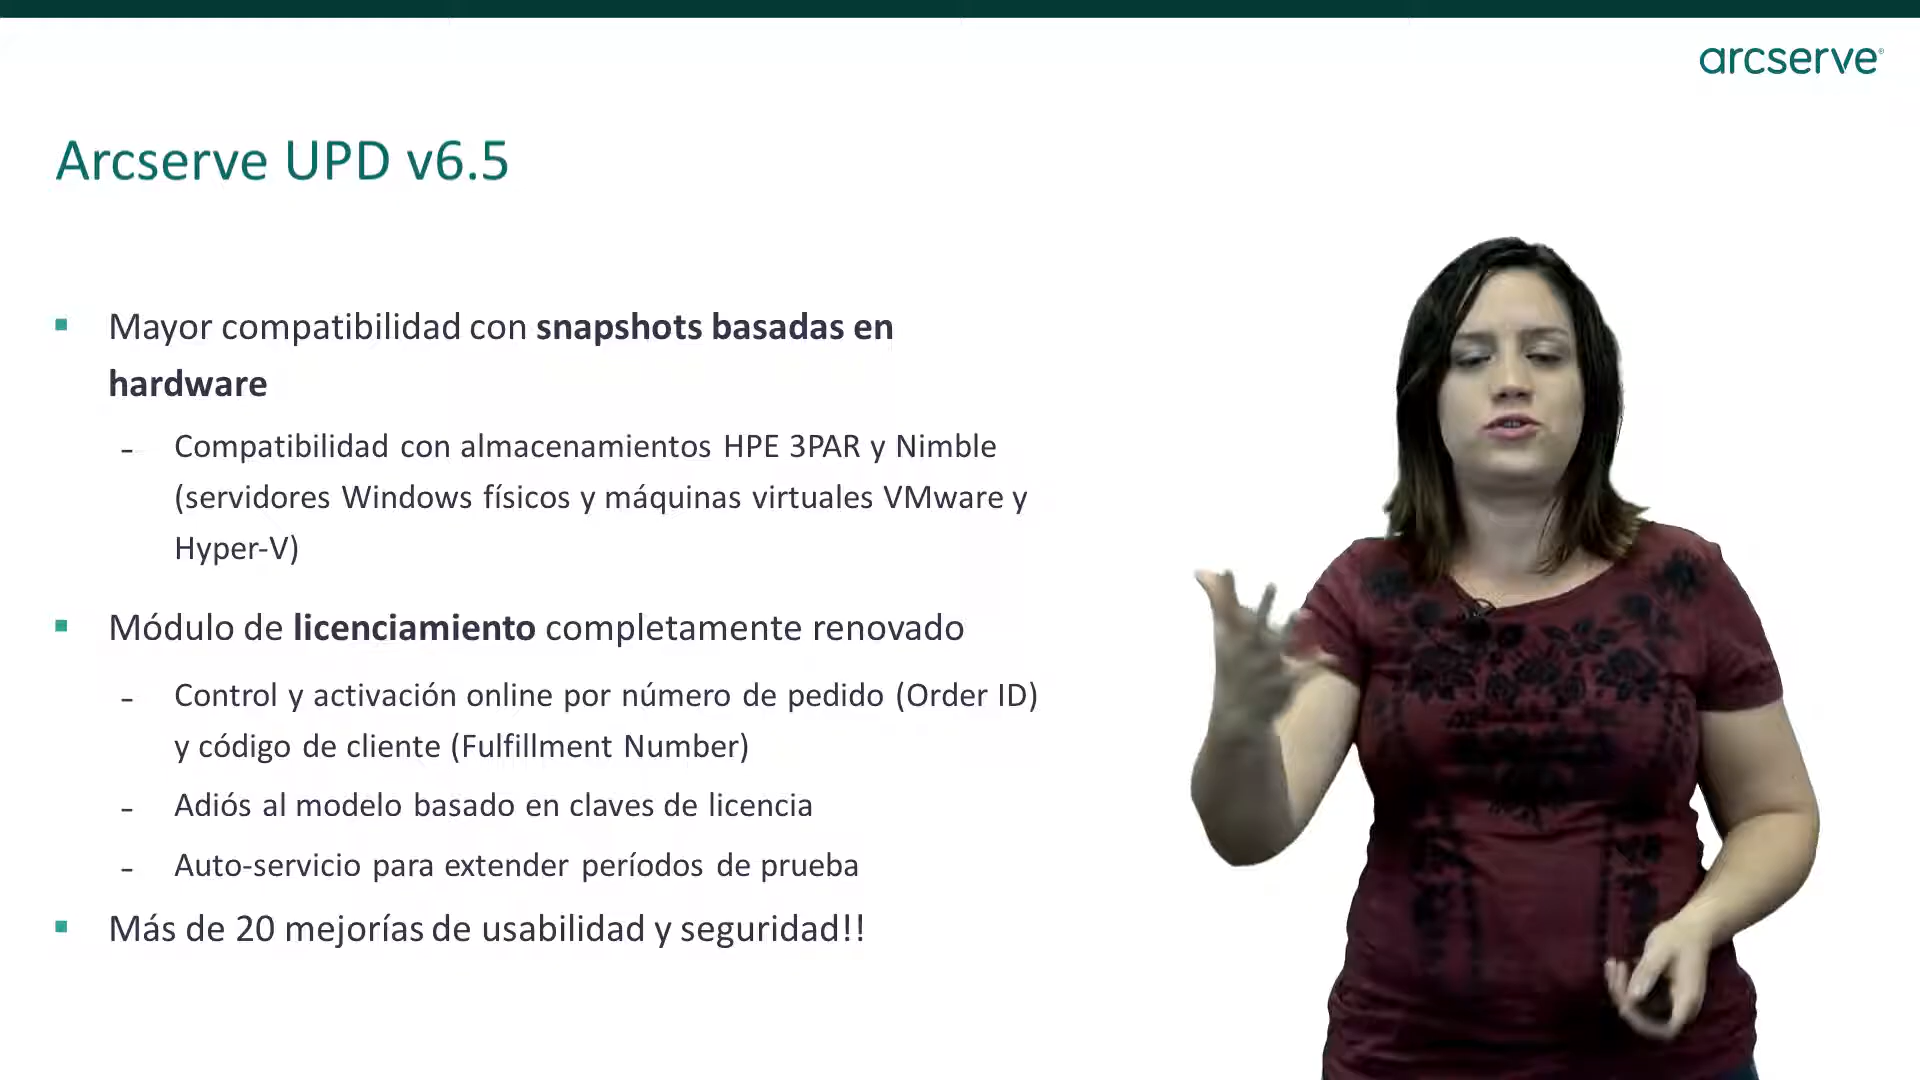 arcserve®
Arcserve UPD v6.5
▪ Mayor compatibilidad con snapshots basadas en
hardware
- Compatibilidad con almacenamientos HPE 3PAR y Nimble
(servidores Windows físicos y máquinas virtuales VMware y
Hyper-V)
▪ Módulo de licenciamiento completamente renovado
- Control y activación online por número de pedido (Order ID)
y código de cliente (Fulfillment Number)
- Adiós al modelo basado en claves de licencia
- Auto-servicio para extender períodos de prueba
▪ Más de 20 mejorías de usabilidad y seguridad!!